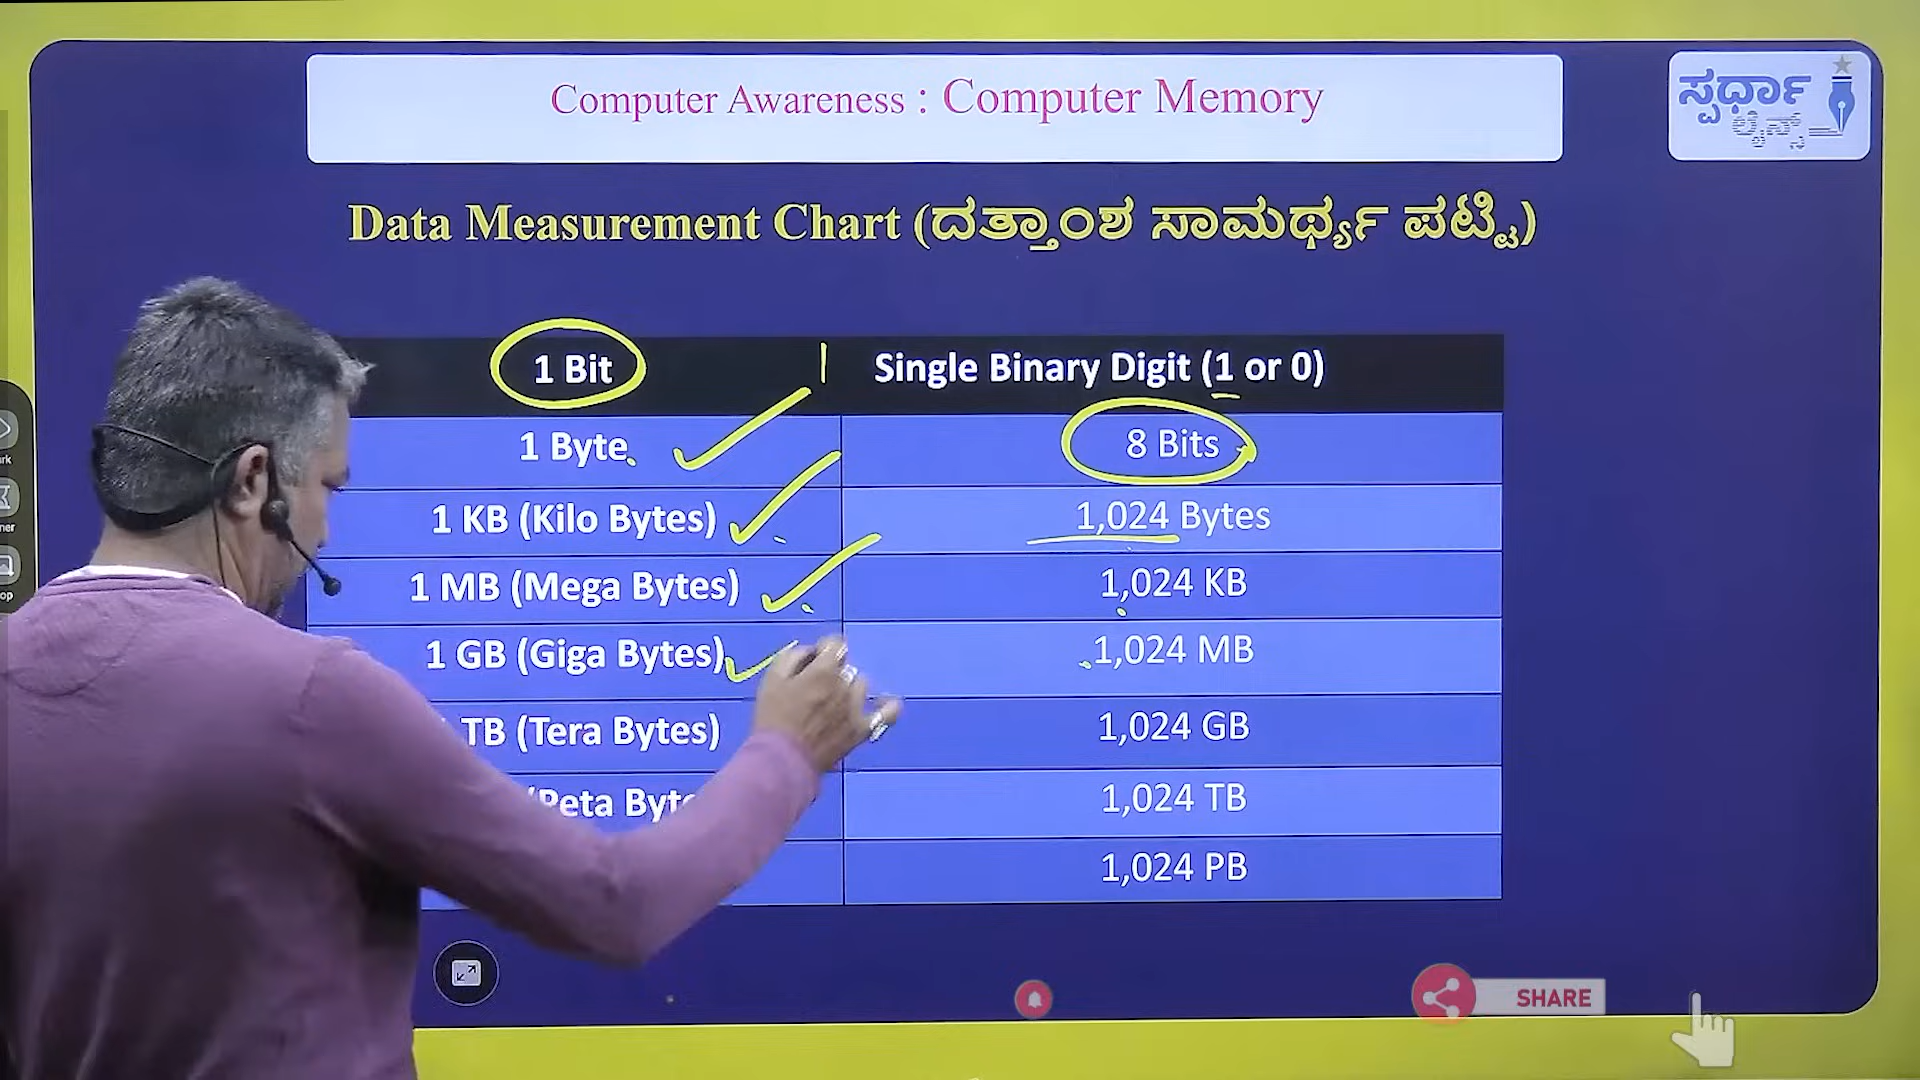 Computer Awareness : Computer Memory
ಸ್ಪರ್ಧಾ
Data Measurement Chart (ದತ್ತಾಂಶ ಸಾಮರ್ಥ್ಯ ಪಟ್ಟಿ)
1 Bit | Single Binary Digit (1 or 0)
1 Byte 8 Bits
1 KB (Kilo Bytes) 1,024 Bytes
1 MB (Mega Bytes) 1,024 KB
1 GB (Giga Bytes) 1,024 MB
TB (Tera Bytes) 1,024 GB
(Peta 1,024 TB
1,024 PB
SHARE